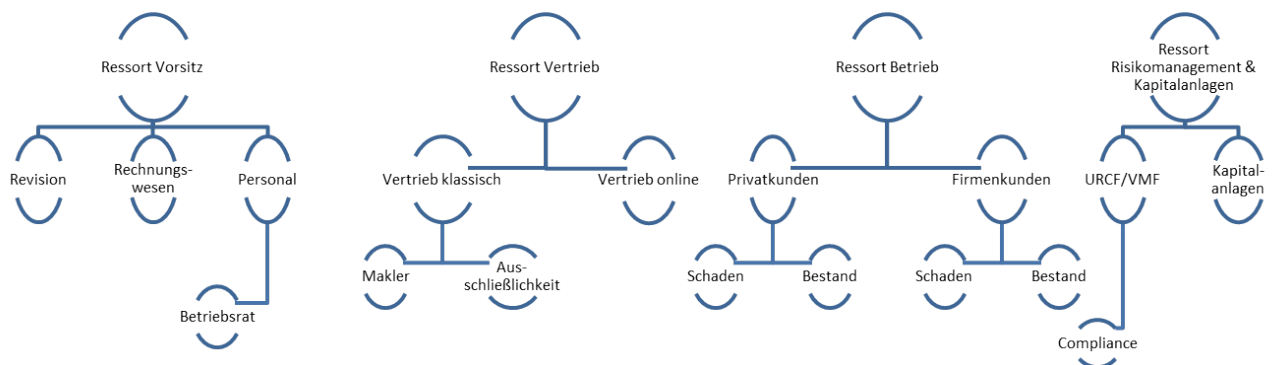 Ressort Vorsitz
Ressort Vertrieb
Ressort Betrieb
Ressort
Risikomanagement &
Kapitalanlagen
Revision
Rechnungs-
wesen
Personal
Vertrieb klassisch
Vertrieb online
Privatkunden
Firmenkunden
URCF/VMF
Kapital-
anlagen
Betriebsrat
Makler
Aus-
schließlichkeit
Schaden
Bestand
Schaden
Bestand
Compliance